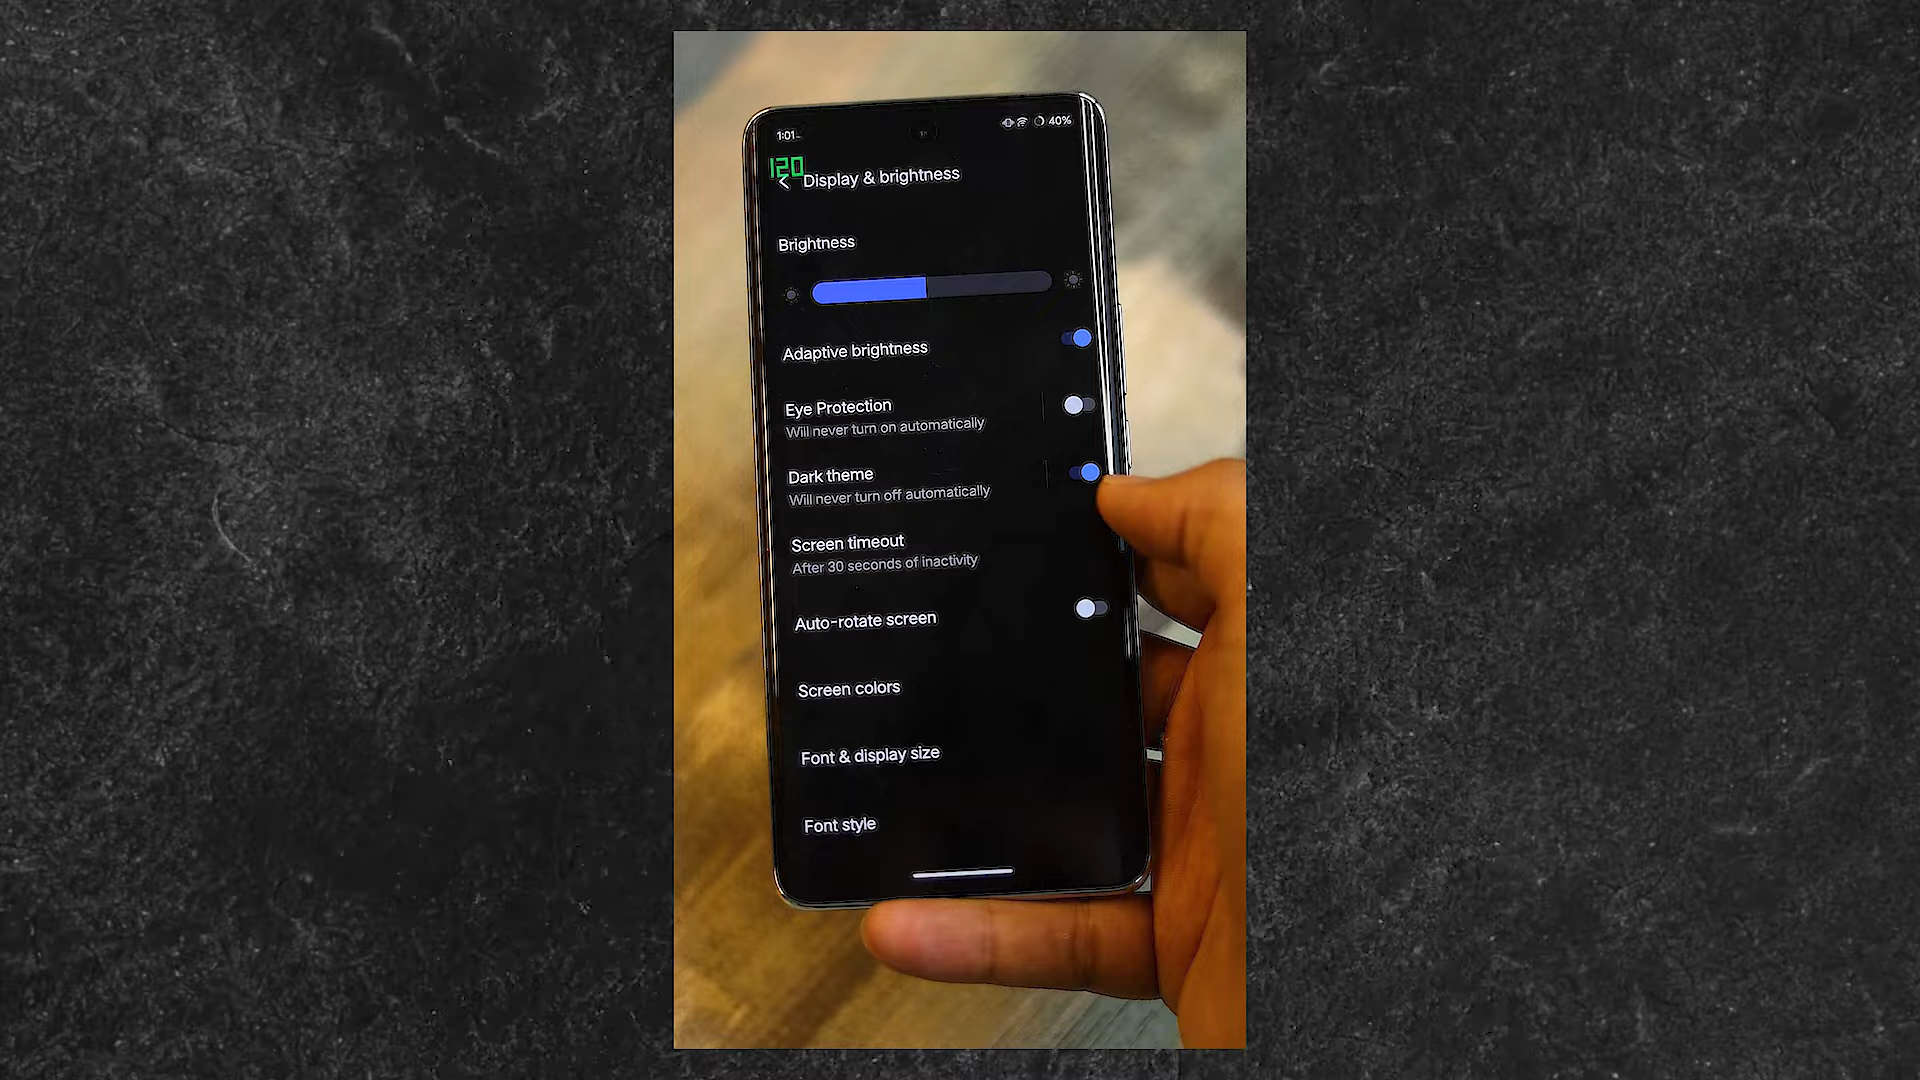 1:01
40%
120
Display & brightness
Brightness
Adaptive brightness
Eye Protection
Will never turn on automatically
Dark theme
Will never turn off automatically
Screen timeout
After 30 seconds of inactivity
Auto-rotate screen
Screen colors
Font & display size
Font style